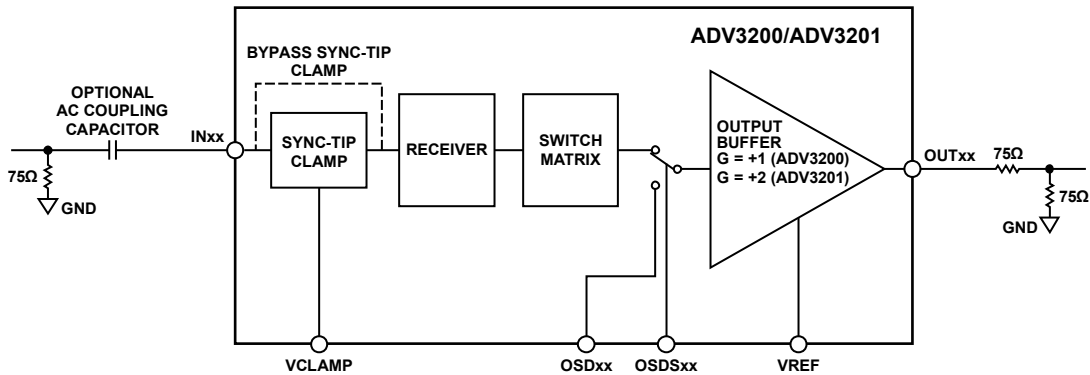 ADV3200/ADV3201
BYPASS SYNC-TIP
CLAMP
OPTIONAL
AC COUPLING
CAPACITOR
INxx
SYNC-TIP
CLAMP
RECEIVER
SWITCH
MATRIX
OUTPUT
BUFFER
G = +1 (ADV3200)
G = +2 (ADV3201)
OUTxx
75Ω
75Ω
GND
75Ω
GND
VCLAMP
OSDxx
OSDSxx
VREF